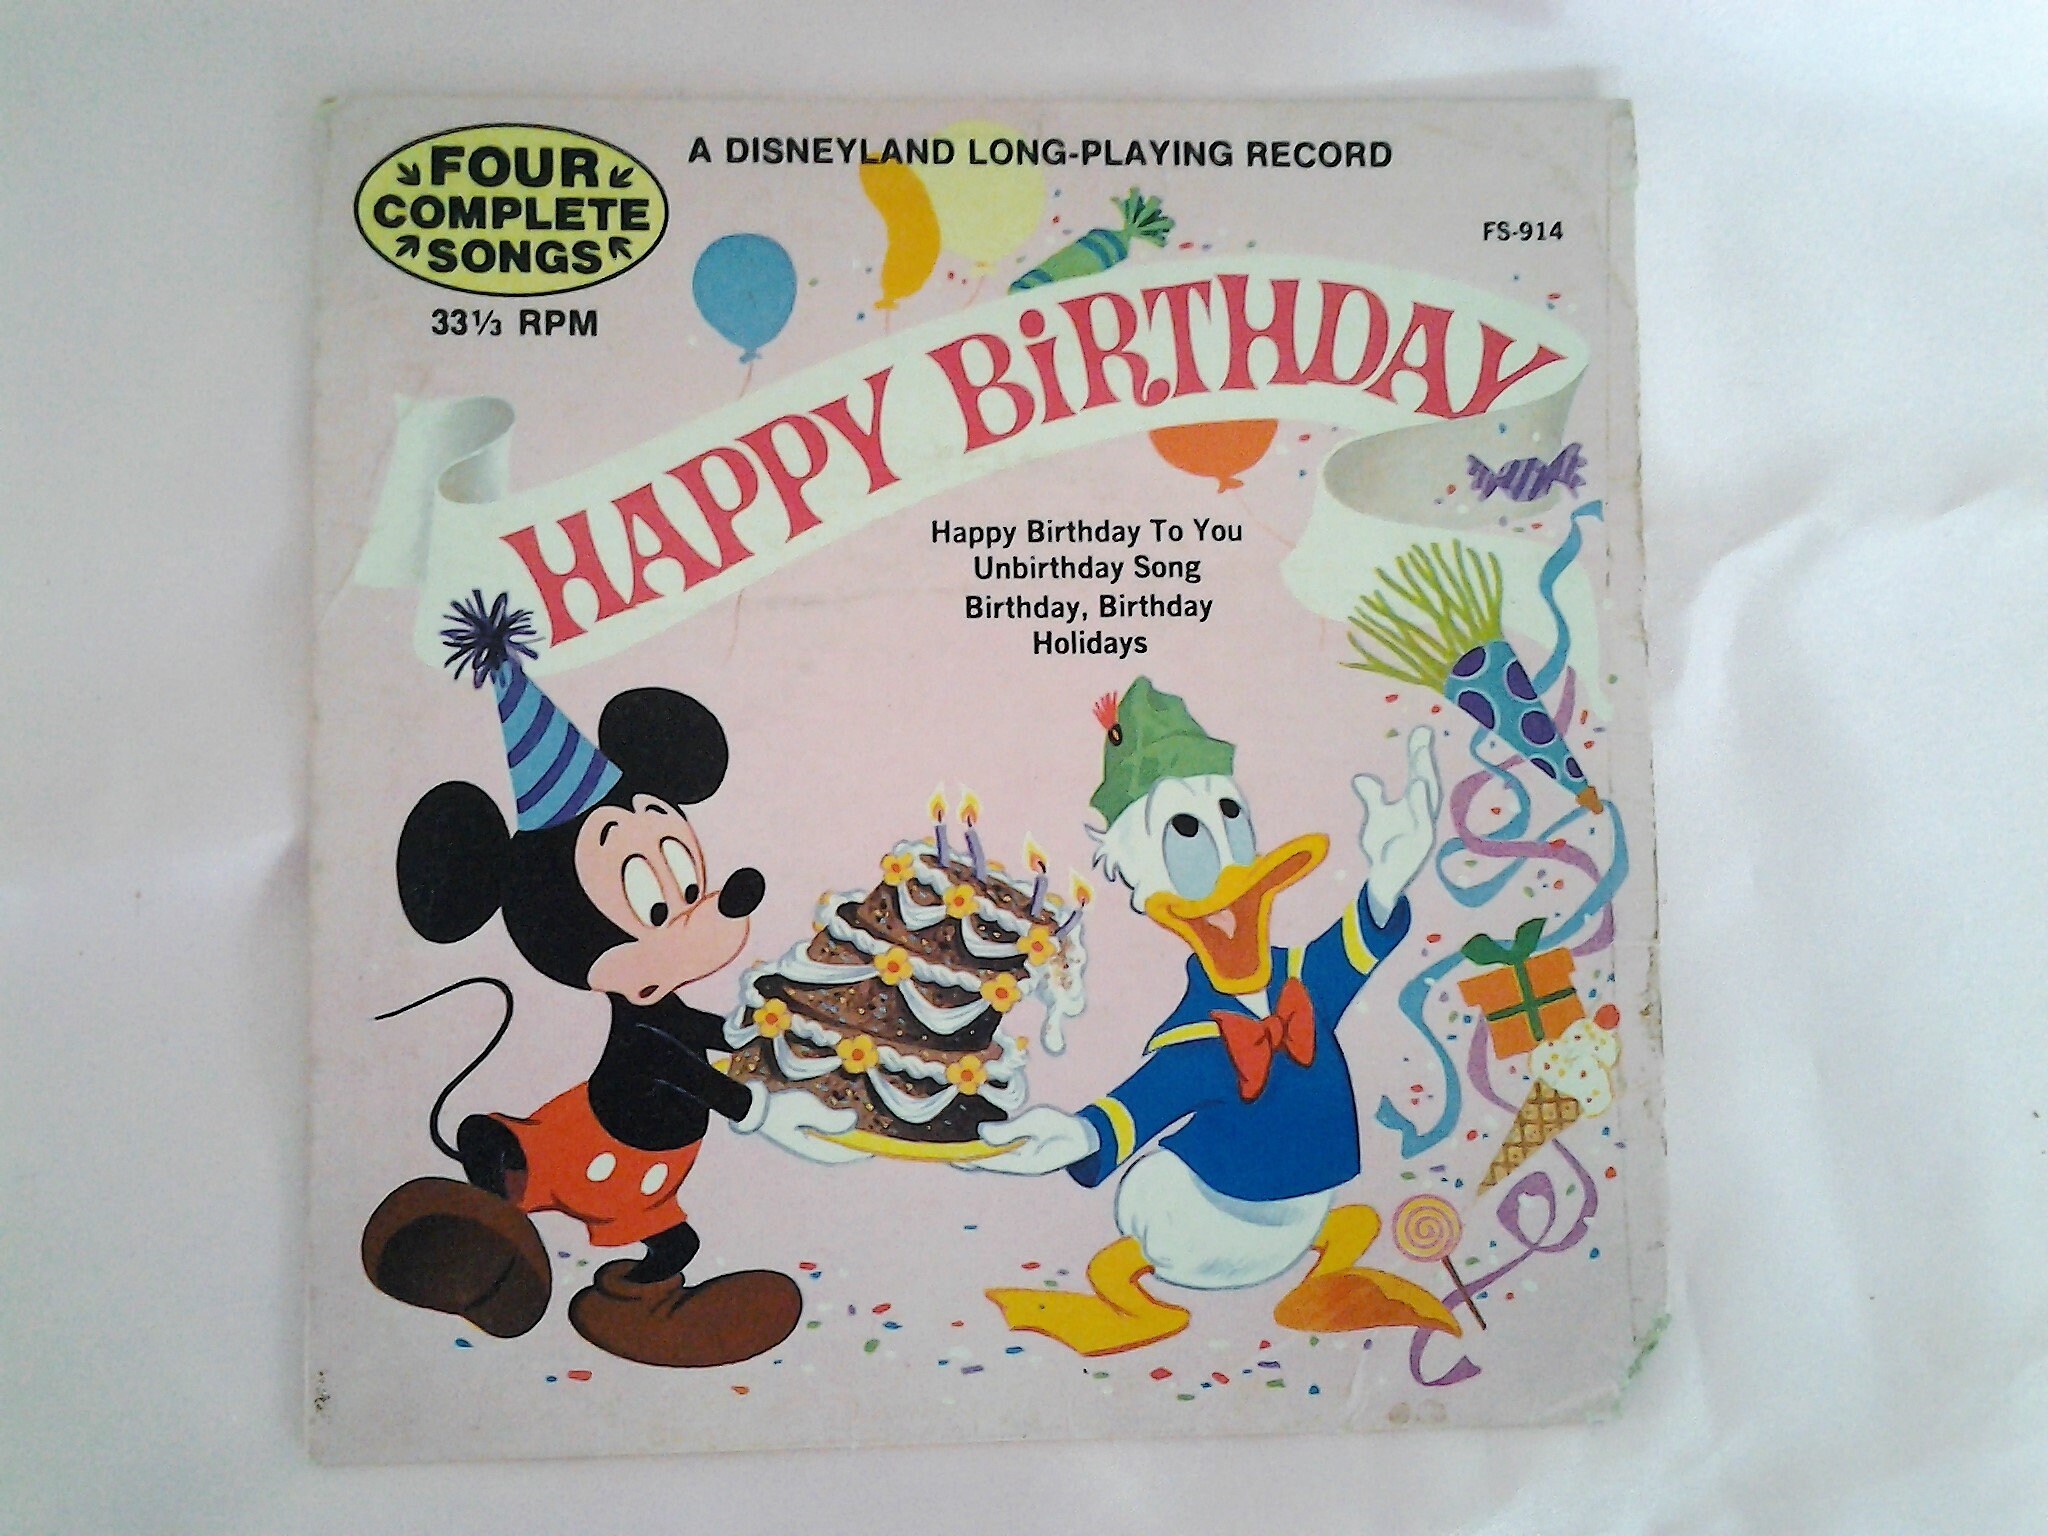 FOUR
COMPLETE
SONGS
33⅓ RPM
A DISNEYLAND LONG-PLAYING RECORD
FS-914
HAPPY BiRTHDAY
Happy Birthday To You
Unbirthday Song
Birthday, Birthday
Holidays